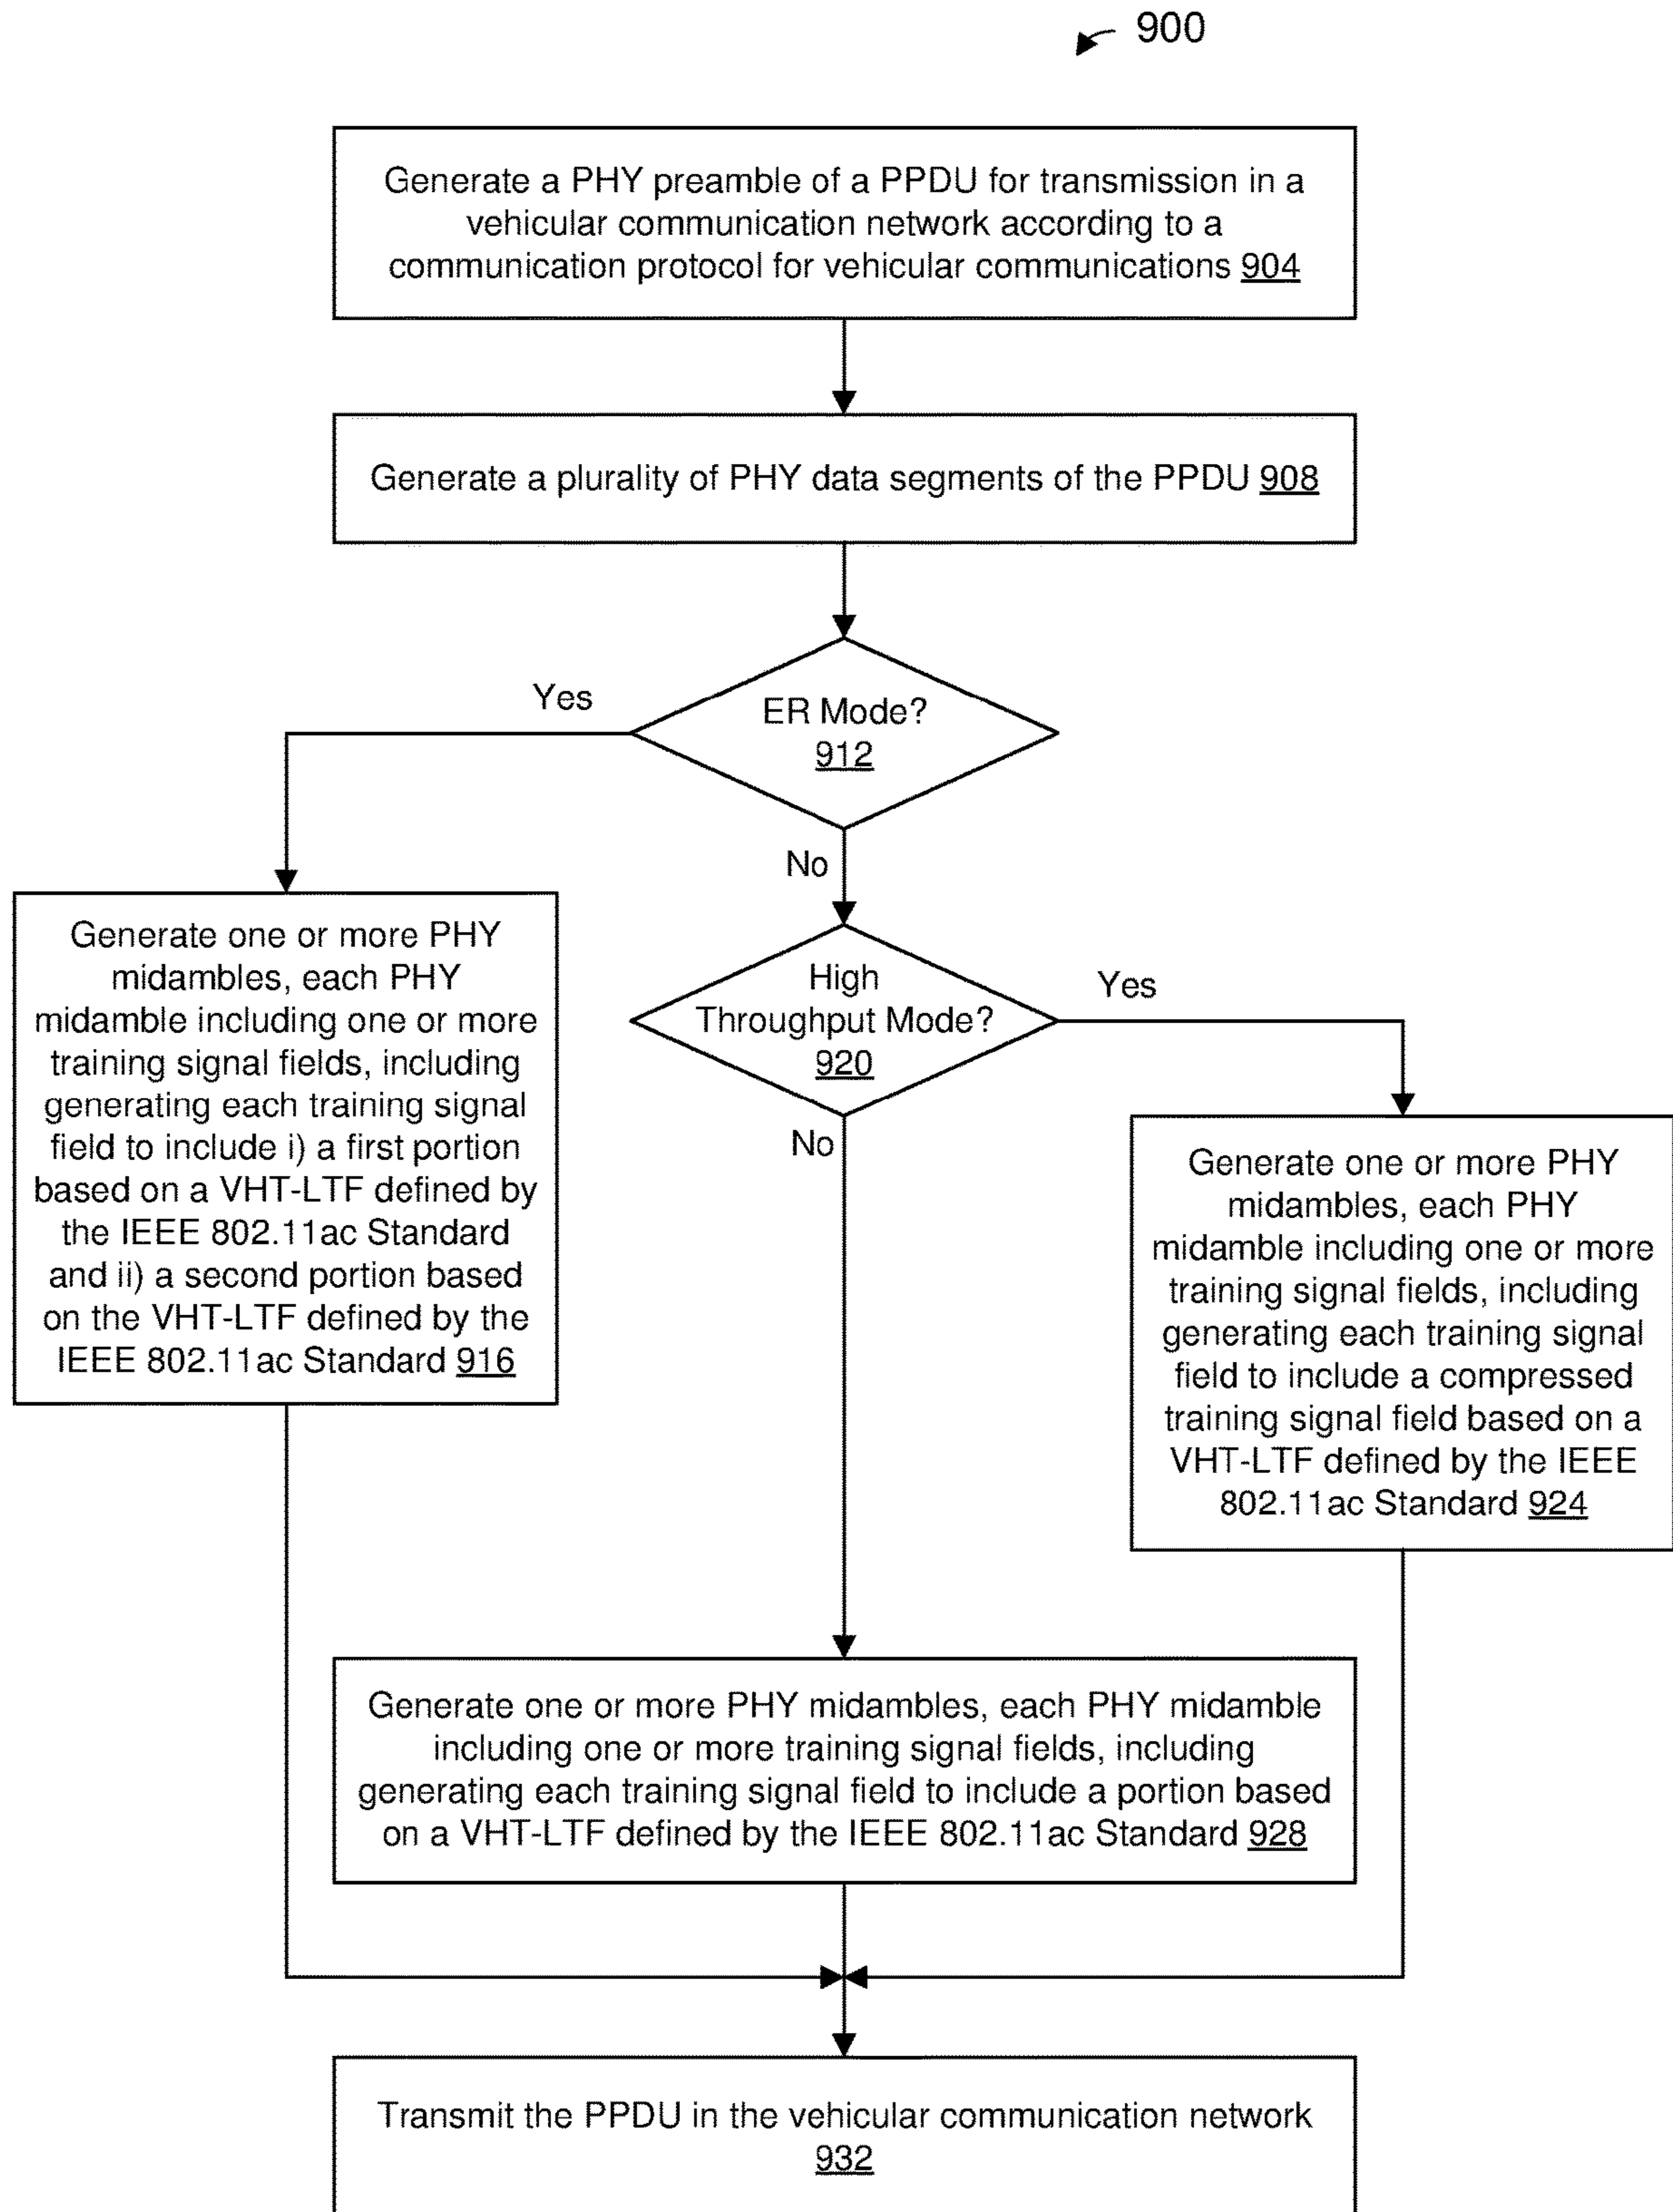 900
Generate a PHY preamble of a PPDU for transmission in a
vehicular communication network according to a
communication protocol for vehicular communications 904
Generate a plurality of PHY data segments of the PPDU 908
ER Mode?
912
Yes
No
Generate one or more PHY
midambles, each PHY
midamble including one or more
training signal fields, including
generating each training signal
field to include i) a first portion
based on a VHT-LTF defined by
the IEEE 802.11ac Standard
and ii) a second portion based
on the VHT-LTF defined by the
IEEE 802.11ac Standard 916
High
Throughput Mode?
920
Yes
No
Generate one or more PHY
midambles, each PHY
midamble including one or more
training signal fields, including
generating each training signal
field to include a compressed
training signal field based on a
VHT-LTF defined by the IEEE
802.11ac Standard 924
Generate one or more PHY midambles, each PHY midamble
including one or more training signal fields, including
generating each training signal field to include a portion based
on a VHT-LTF defined by the IEEE 802.11ac Standard 928
Transmit the PPDU in the vehicular communication network
932